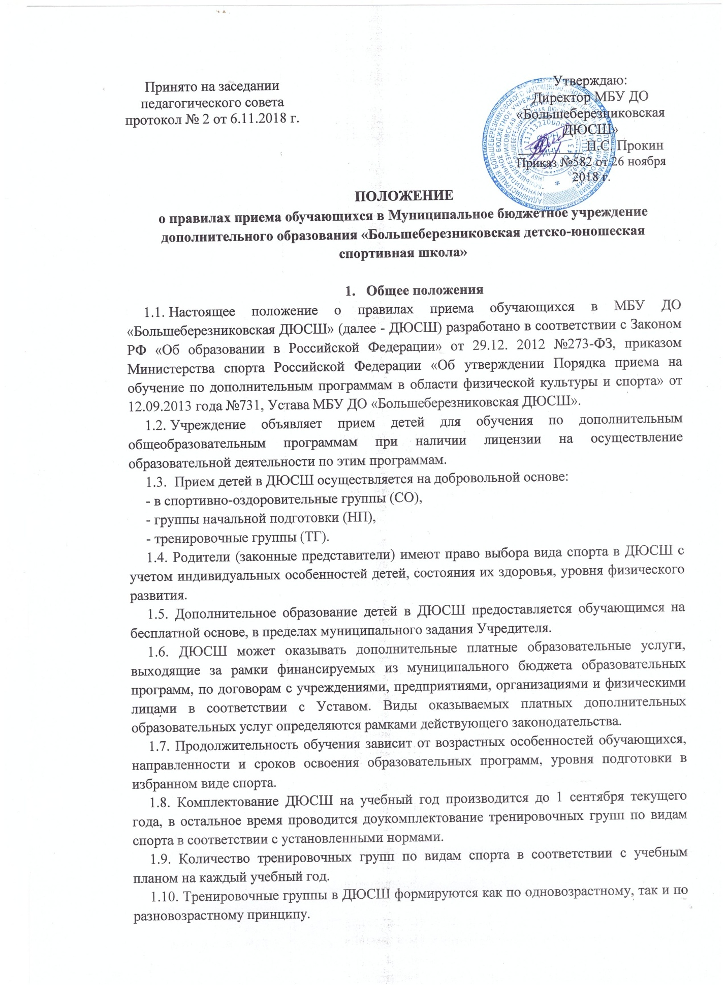 Принято на заседании
педагогического совета
протокол № 2 от 6.11.2018 г.
Утверждаю:
Директор МБУ ДО
«Большеберезниковская
ДЮСШ»
__________ П.С. Прокин
Приказ №582 от 26 ноября
2018 г.
ПОЛОЖЕНИЕ
о правилах приема обучающихся в Муниципальное бюджетное учреждение
дополнительного образования «Большеберезниковская детско-юношеская
спортивная школа»
1. Общее положения
1.1. Настоящее положение о правилах приема обучающихся в МБУ ДО
«Большеберезниковская ДЮСШ» (далее - ДЮСШ) разработано в соответствии с Законом
РФ «Об образовании в Российской Федерации» от 29.12. 2012 №273-ФЗ, приказом
Министерства спорта Российской Федерации «Об утверждении Порядка приема на
обучение по дополнительным программам в области физической культуры и спорта» от
12.09.2013 года №731, Устава МБУ ДО «Большеберезниковская ДЮСШ».
1.2. Учреждение объявляет прием детей для обучения по дополнительным
общеобразовательным программам при наличии лицензии на осуществление
образовательной деятельности по этим программам.
1.3. Прием детей в ДЮСШ осуществляется на добровольной основе:
- в спортивно-оздоровительные группы (СО),
- группы начальной подготовки (НП),
- тренировочные группы (ТГ).
1.4. Родители (законные представители) имеют право выбора вида спорта в ДЮСШ с
учетом индивидуальных особенностей детей, состояния их здоровья, уровня физического
развития.
1.5. Дополнительное образование детей в ДЮСШ предоставляется обучающимся на
бесплатной основе, в пределах муниципального задания Учредителя.
1.6. ДЮСШ может оказывать дополнительные платные образовательные услуги,
выходящие за рамки финансируемых из муниципального бюджета образовательных
программ, по договорам с учреждениями, предприятиями, организациями и физическими
лицами в соответствии с Уставом. Виды оказываемых платных дополнительных
образовательных услуг определяются рамками действующего законодательства.
1.7. Продолжительность обучения зависит от возрастных особенностей обучающихся,
направленности и сроков освоения образовательных программ, уровня подготовки в
избранном виде спорта.
1.8. Комплектование ДЮСШ на учебный год производится до 1 сентября текущего
года, в остальное время проводится доукомплектование тренировочных групп по видам
спорта в соответствии с установленными нормами.
1.9. Количество тренировочных групп по видам спорта в соответствии с учебным
планом на каждый учебный год.
1.10. Тренировочные группы в ДЮСШ формируются как по одновозрастному, так и по
разновозрастному принципу.